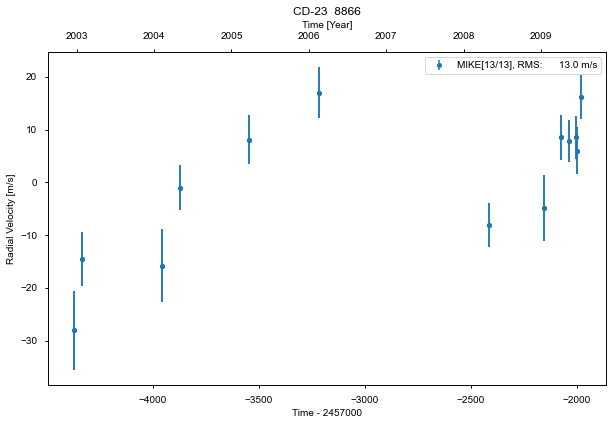 CD-23  8866
Time [Year]
2003 2004 2005 2006 2007 2008 2009
MIKE[13/13], RMS:      13.0 m/s
20
10
0
−10
−20
−30
Radial Velocity [m/s]
−4000 −3500 −3000 −2500 −2000
Time - 2457000